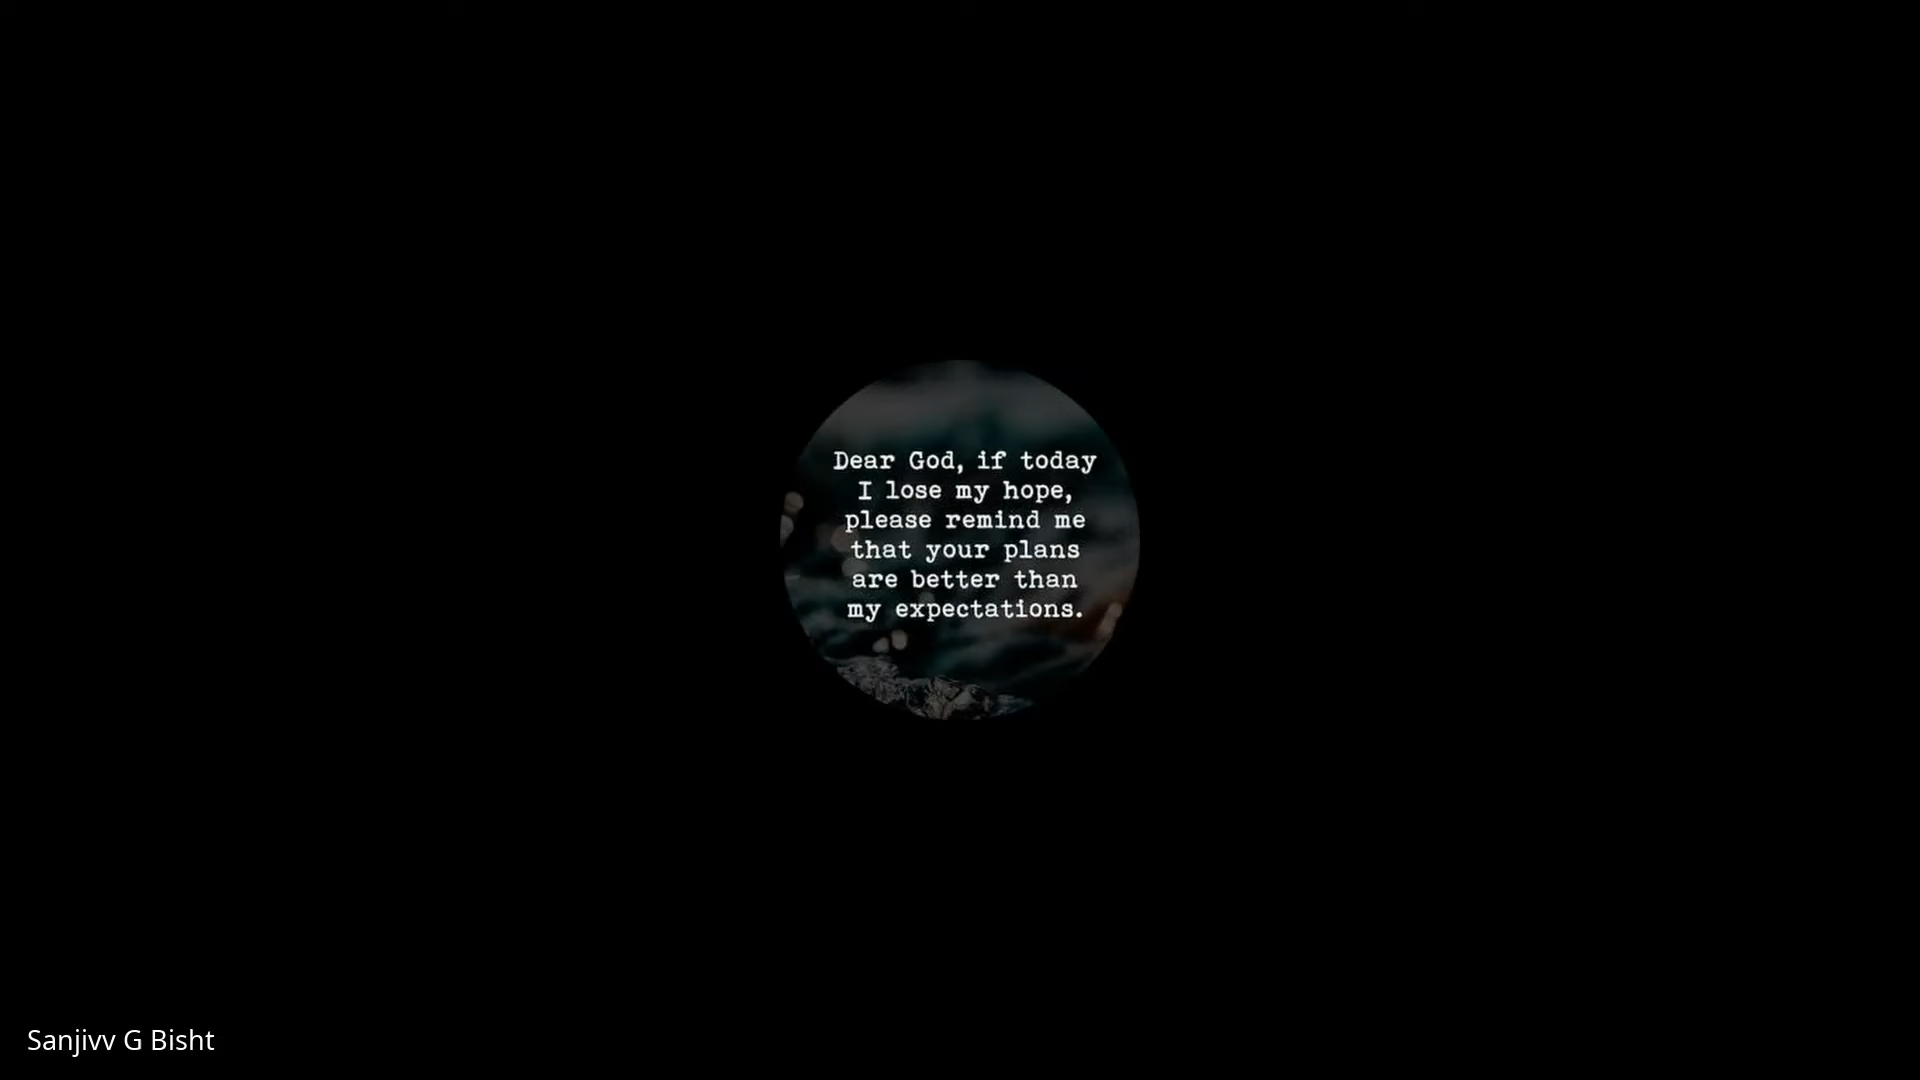 Dear God, if today
I lose my hope,
please remind me
that your plans
are better than
my expectations.
Sanjivv G Bisht